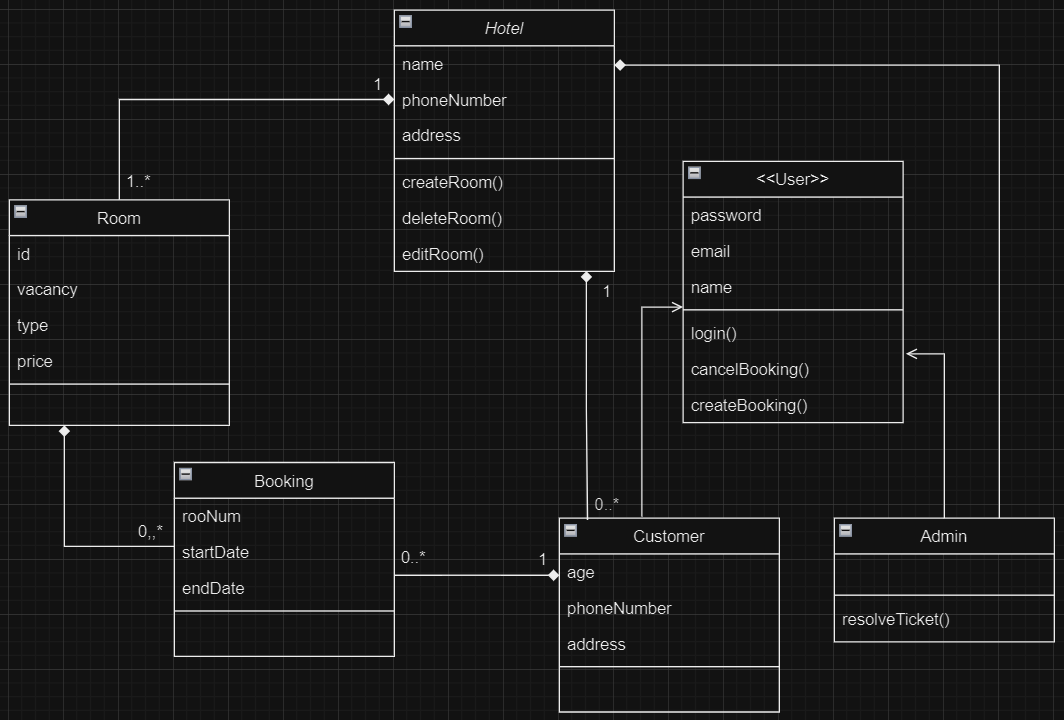 Hotel
name
phoneNumber
address
createRoom()
deleteRoom()
editRoom()
1
1..*
Room
id
vacancy
type
price
<<User>>
password
email
name
login()
cancelBooking()
createBooking()
1
0..*
Booking
rooNum
startDate
endDate
0,,*
0..*
1
Customer
age
phoneNumber
address
Admin
resolveTicket()